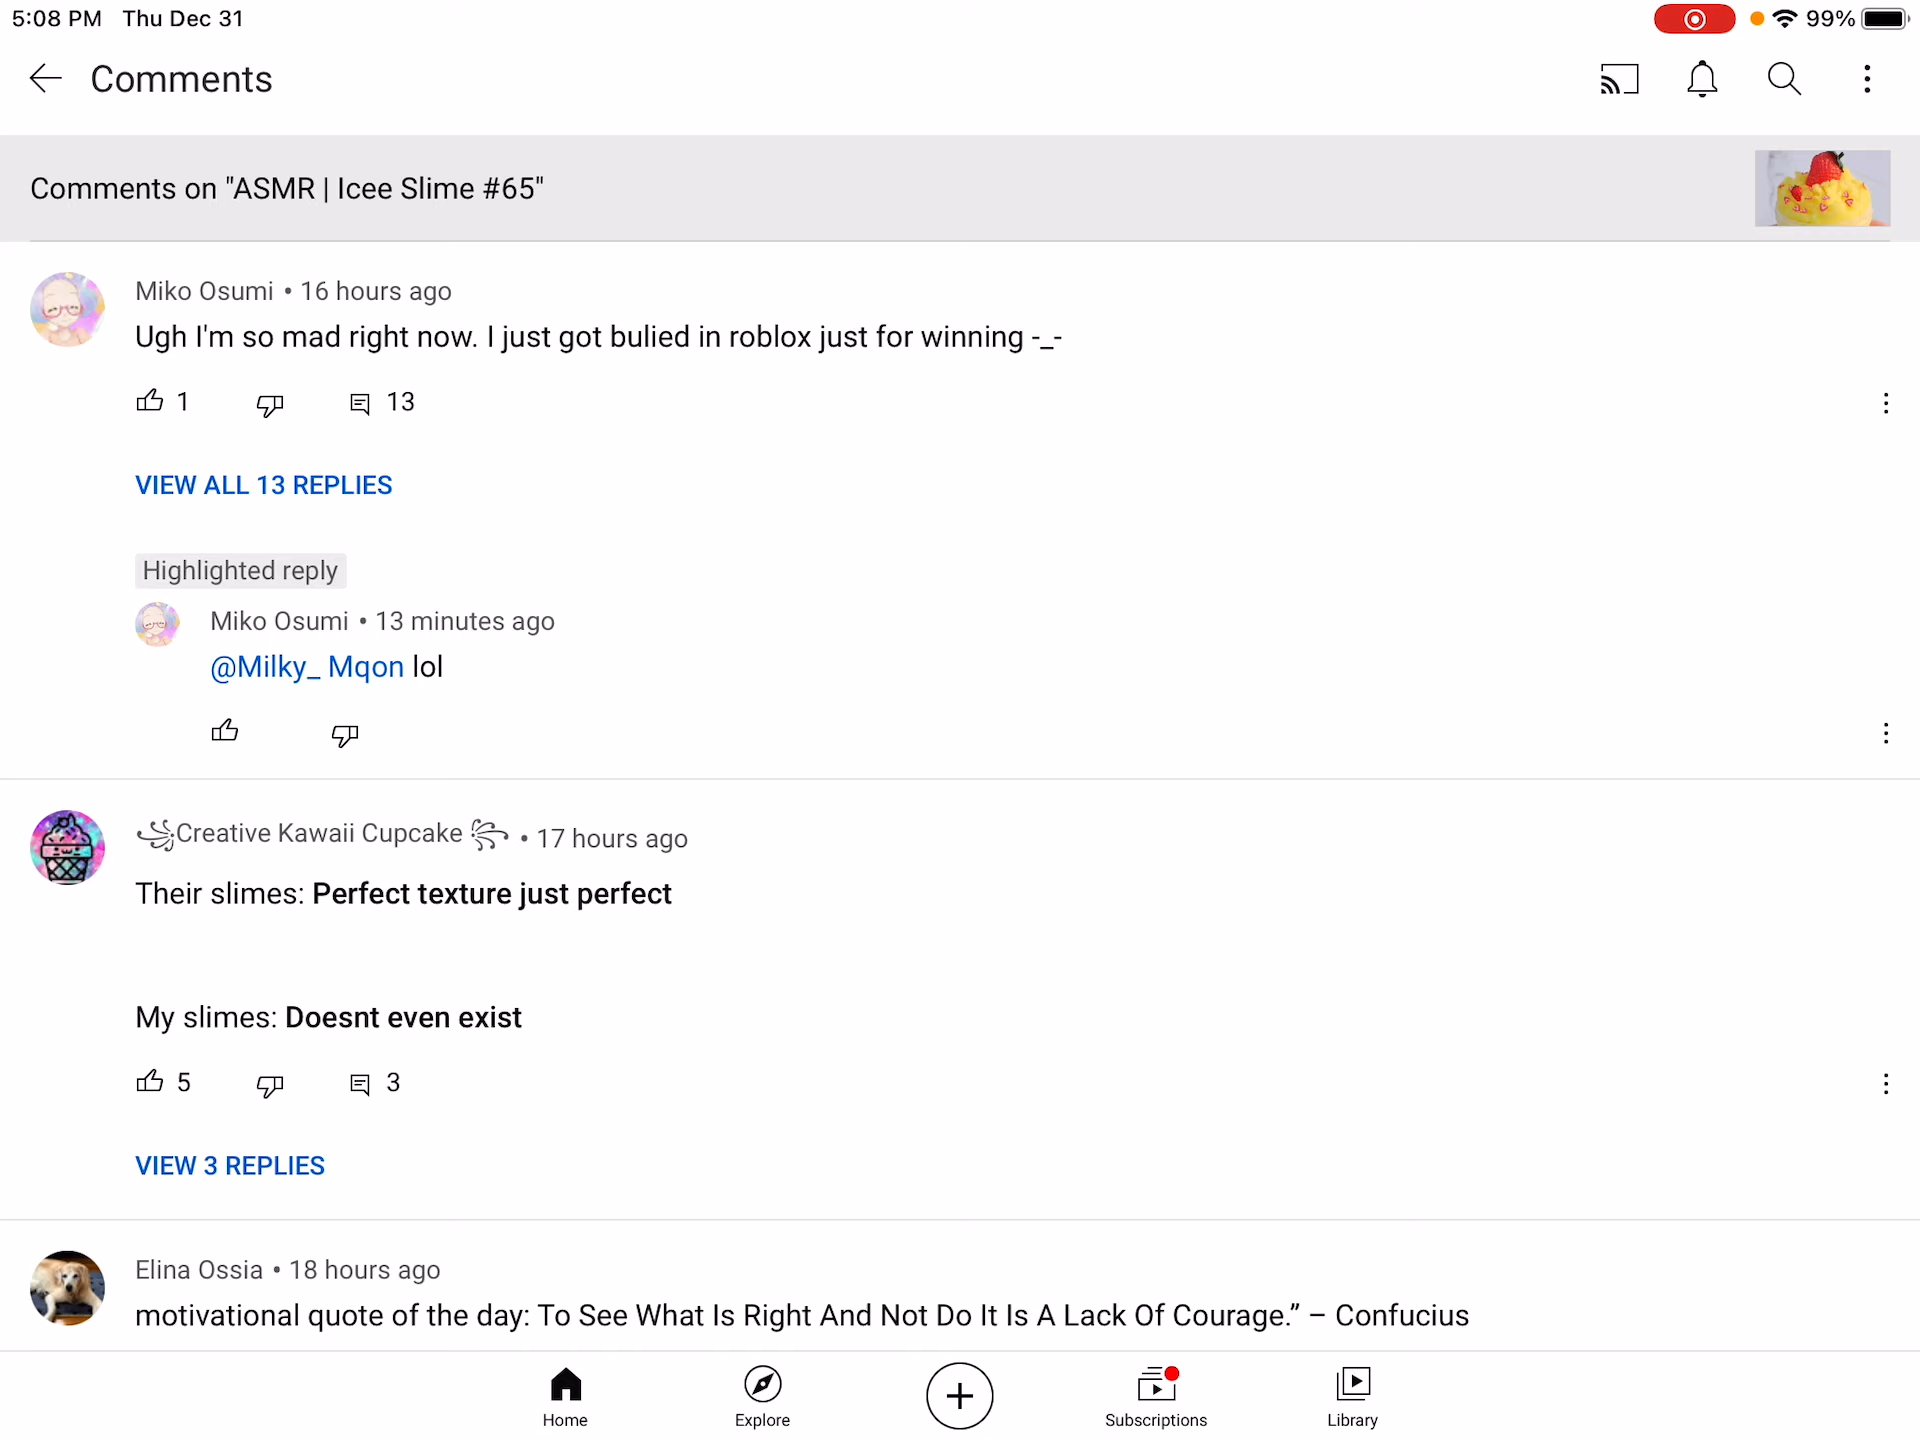 5:08 PM Thu Dec 31
99%
Comments
Comments on "ASMR | Icee Slime #65"
Miko Osumi • 16 hours ago
Ugh I'm so mad right now. I just got bulied in roblox just for winning -_-
1 13
VIEW ALL 13 REPLIES
Highlighted reply
Miko Osumi • 13 minutes ago
@Milky_ Mqon lol
꧁Creative Kawaii Cupcake꧂ • 17 hours ago
Their slimes: Perfect texture just perfect
My slimes: Doesnt even exist
5 3
VIEW 3 REPLIES
Elina Ossia • 18 hours ago
motivational quote of the day: To See What Is Right And Not Do It Is A Lack Of Courage.” – Confucius
Home Explore Subscriptions Library